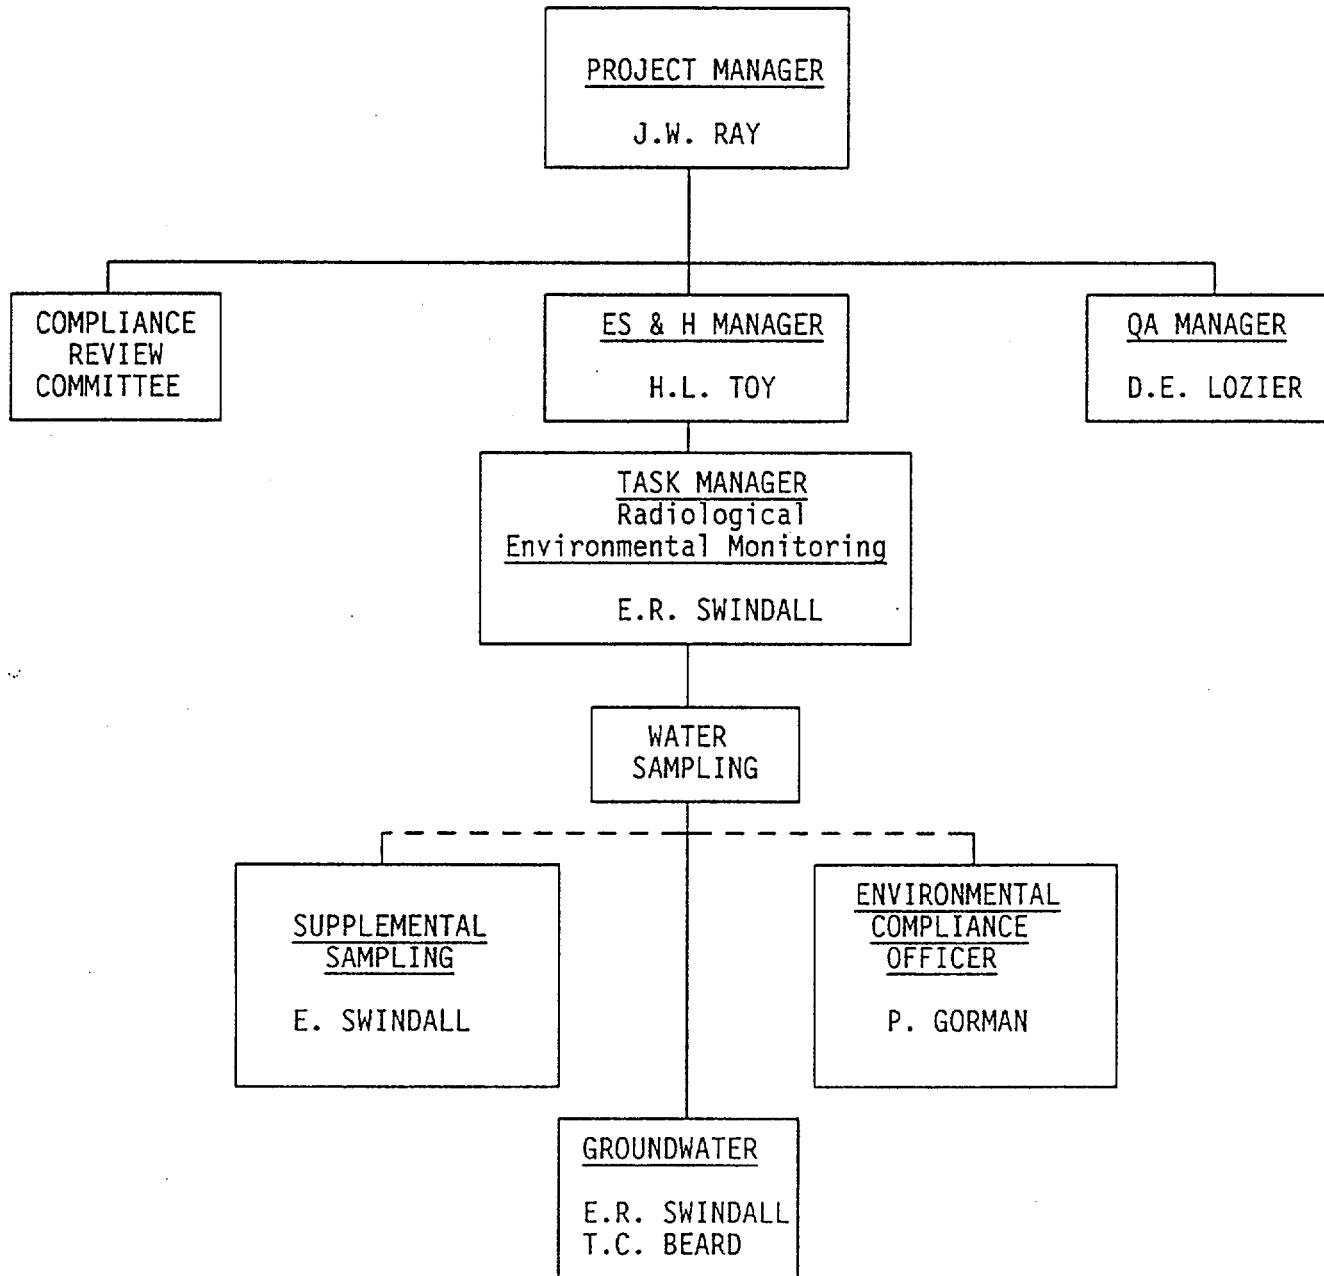 PROJECT MANAGER
J.W. RAY
COMPLIANCE
REVIEW
COMMITTEE
ES & H MANAGER
H.L. TOY
QA MANAGER
D.E. LOZIER
TASK MANAGER
Radiological
Environmental Monitoring
E.R. SWINDALL
WATER
SAMPLING
SUPPLEMENTAL
SAMPLING
E. SWINDALL
ENVIRONMENTAL
COMPLIANCE
OFFICER
P. GORMAN
GROUNDWATER
E.R. SWINDALL
T.C. BEARD